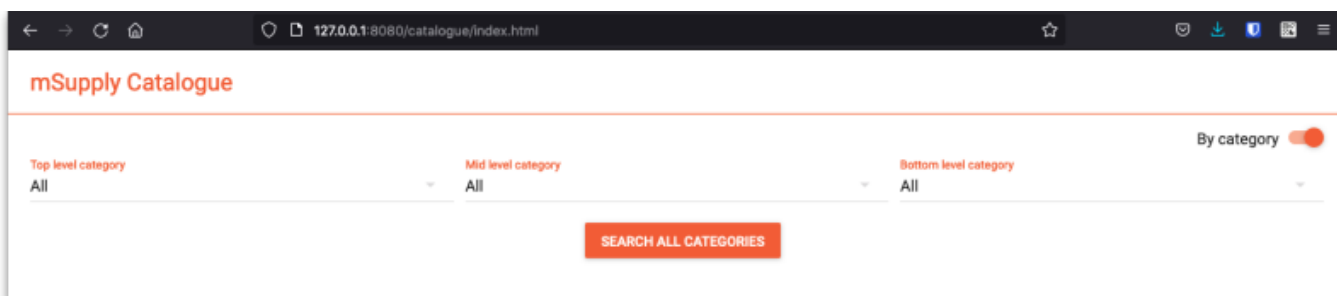 127.0.0.1:8080/catalogue/index.html
mSupply Catalogue
By category
Top level category
Mid level category
Bottom level category
All
All
All
SEARCH ALL CATEGORIES